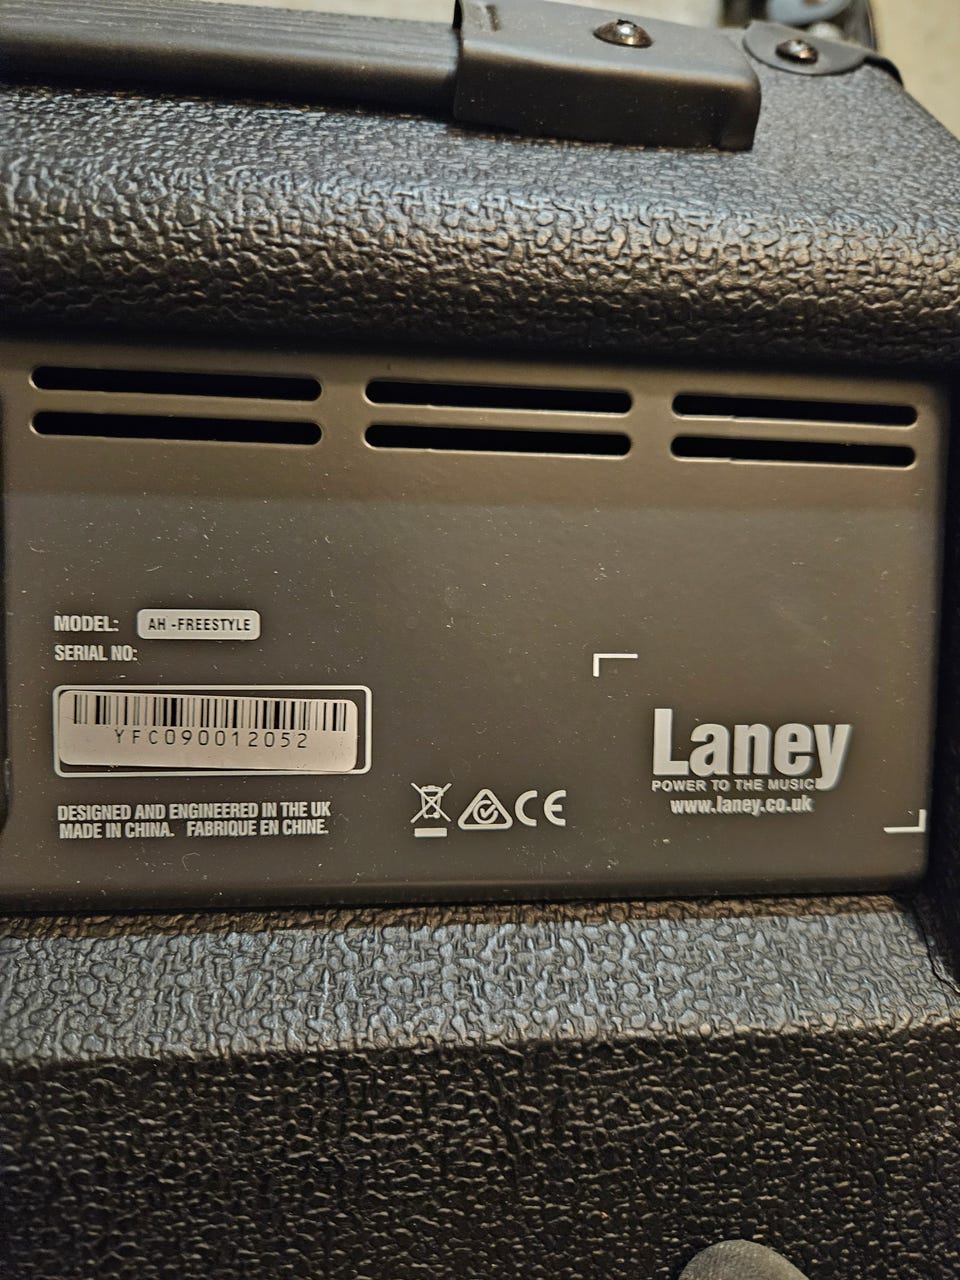 MODEL: AH -FREESTYLE
SERIAL NO:
YFC090012052
DESIGNED AND ENGINEERED IN THE UK
MADE IN CHINA. FABRIQUE EN CHINE.
CE
Laney
POWER TO THE MUSIC
www.laney.co.uk